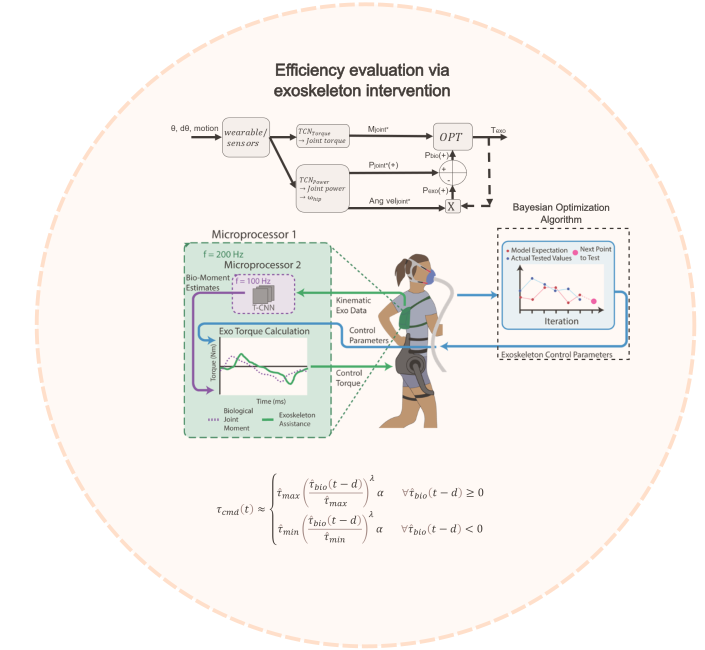 Efficiency evaluation via
exoskeleton intervention
θ, dθ, motion
wearable/
sensors
TCN_Torque
→ Joint torque
M_joint*
OPT
T_exo
P_bio(+)
TCN_Power
→ Joint power
→ ω_hip
P_joint*(+)
+
-
P_exo(+)
Ang vel_joint*
X
Bayesian Optimization
Algorithm
Model Expectation
Actual Tested Values
Next Point
to Test
Iteration
Exoskeleton Control Parameters
Microprocessor 1
f = 200 Hz
Microprocessor 2
Bio-Moment
Estimates
f = 100 Hz
T-CNN
Kinematic
Exo Data
Exo Torque Calculation
Control
Parameters
Torque (Nm)
Time (ms)
Control
Torque
Biological
Joint
Moment
Exoskeleton
Assistance
τ_cmd(t) ≈ { τ̂_max (τ̂_bio(t − d) / τ̂_max)^λ α ∀τ̂_bio(t − d) ≥ 0
τ̂_min (τ̂_bio(t − d) / τ̂_min)^λ α ∀τ̂_bio(t − d) < 0